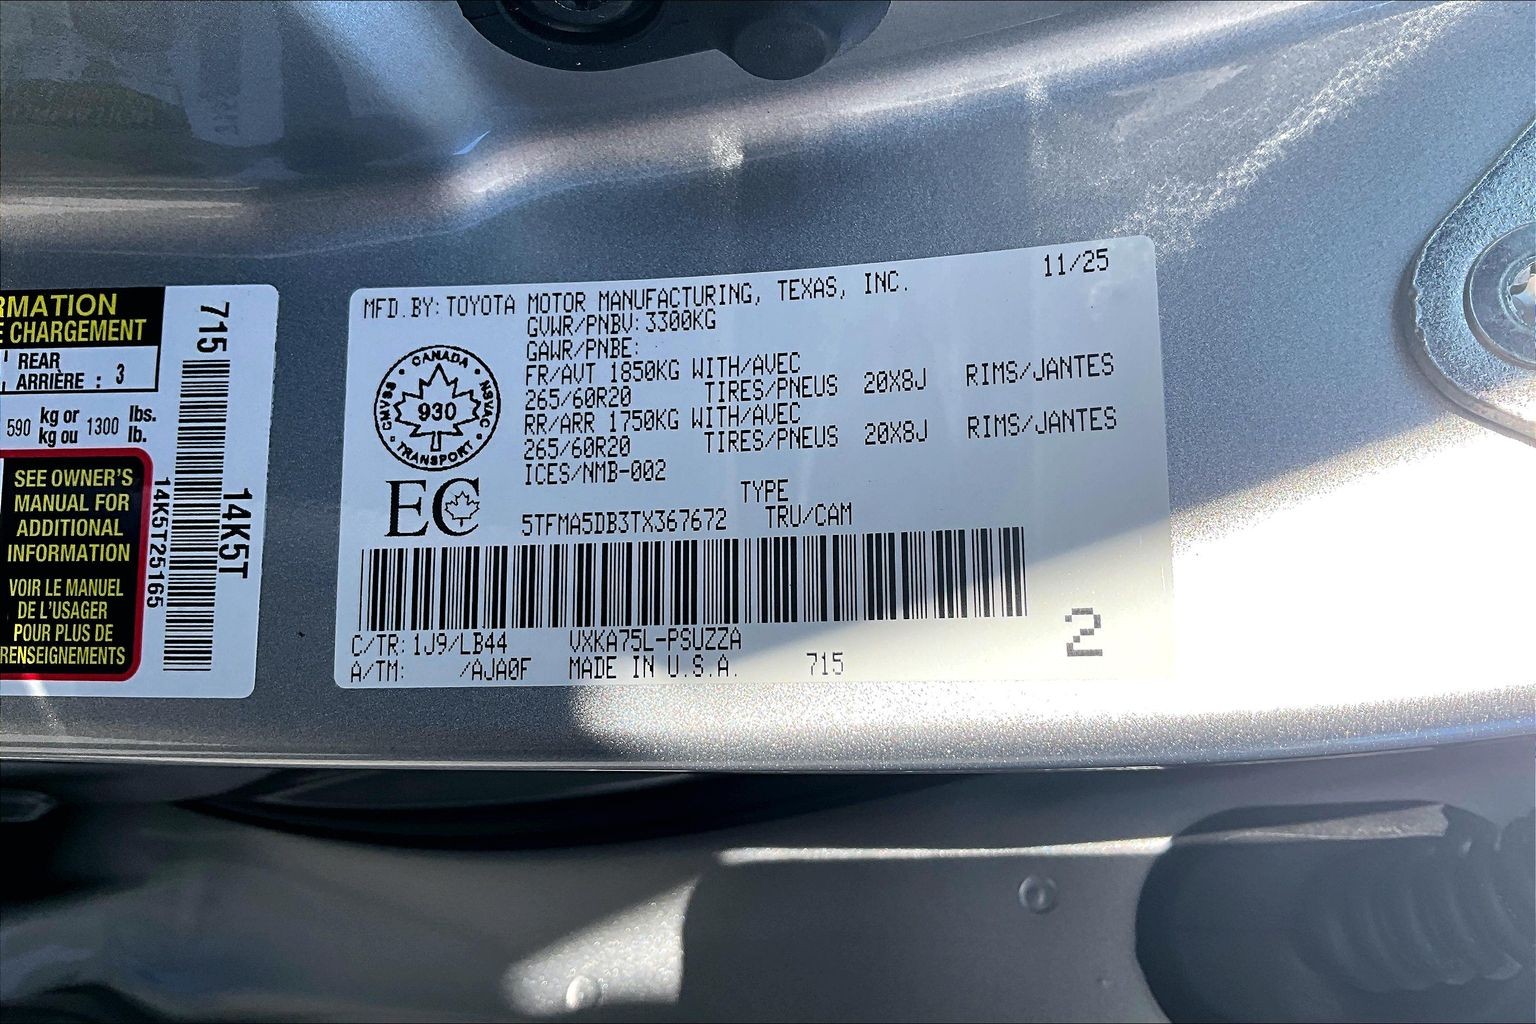 RMATION
E CHARGEMENT
REAR
ARRIÈRE : 3
590 kg or 1300 lbs.
kg ou lb.
SEE OWNER'S
MANUAL FOR
ADDITIONAL
INFORMATION
VOIR LE MANUEL
DE L'USAGER
POUR PLUS DE
RENSEIGNEMENTS
715
14K5T
14K5T25165
MFD.BY: TOYOTA MOTOR MANUFACTURING, TEXAS, INC. 11/25
GVWR/PNBV:3300KG
GAWR/PNBE:
FR/AVT 1850KG WITH/AVEC
265/60R20 TIRES/PNEUS 20X8J RIMS/JANTES
RR/ARR 1750KG WITH/AVEC
265/60R20 TIRES/PNEUS 20X8J RIMS/JANTES
ICES/NMB-002
CANADA
CMVSS 930 NSVAC
TRANSPORT
EC
TYPE
5TFMA5DB3TX367672 TRU/CAM
C/TR: 1J9/LB44 VXKA75L-PSUZZA
A/TM: /AJA0F MADE IN U.S.A. 715
2